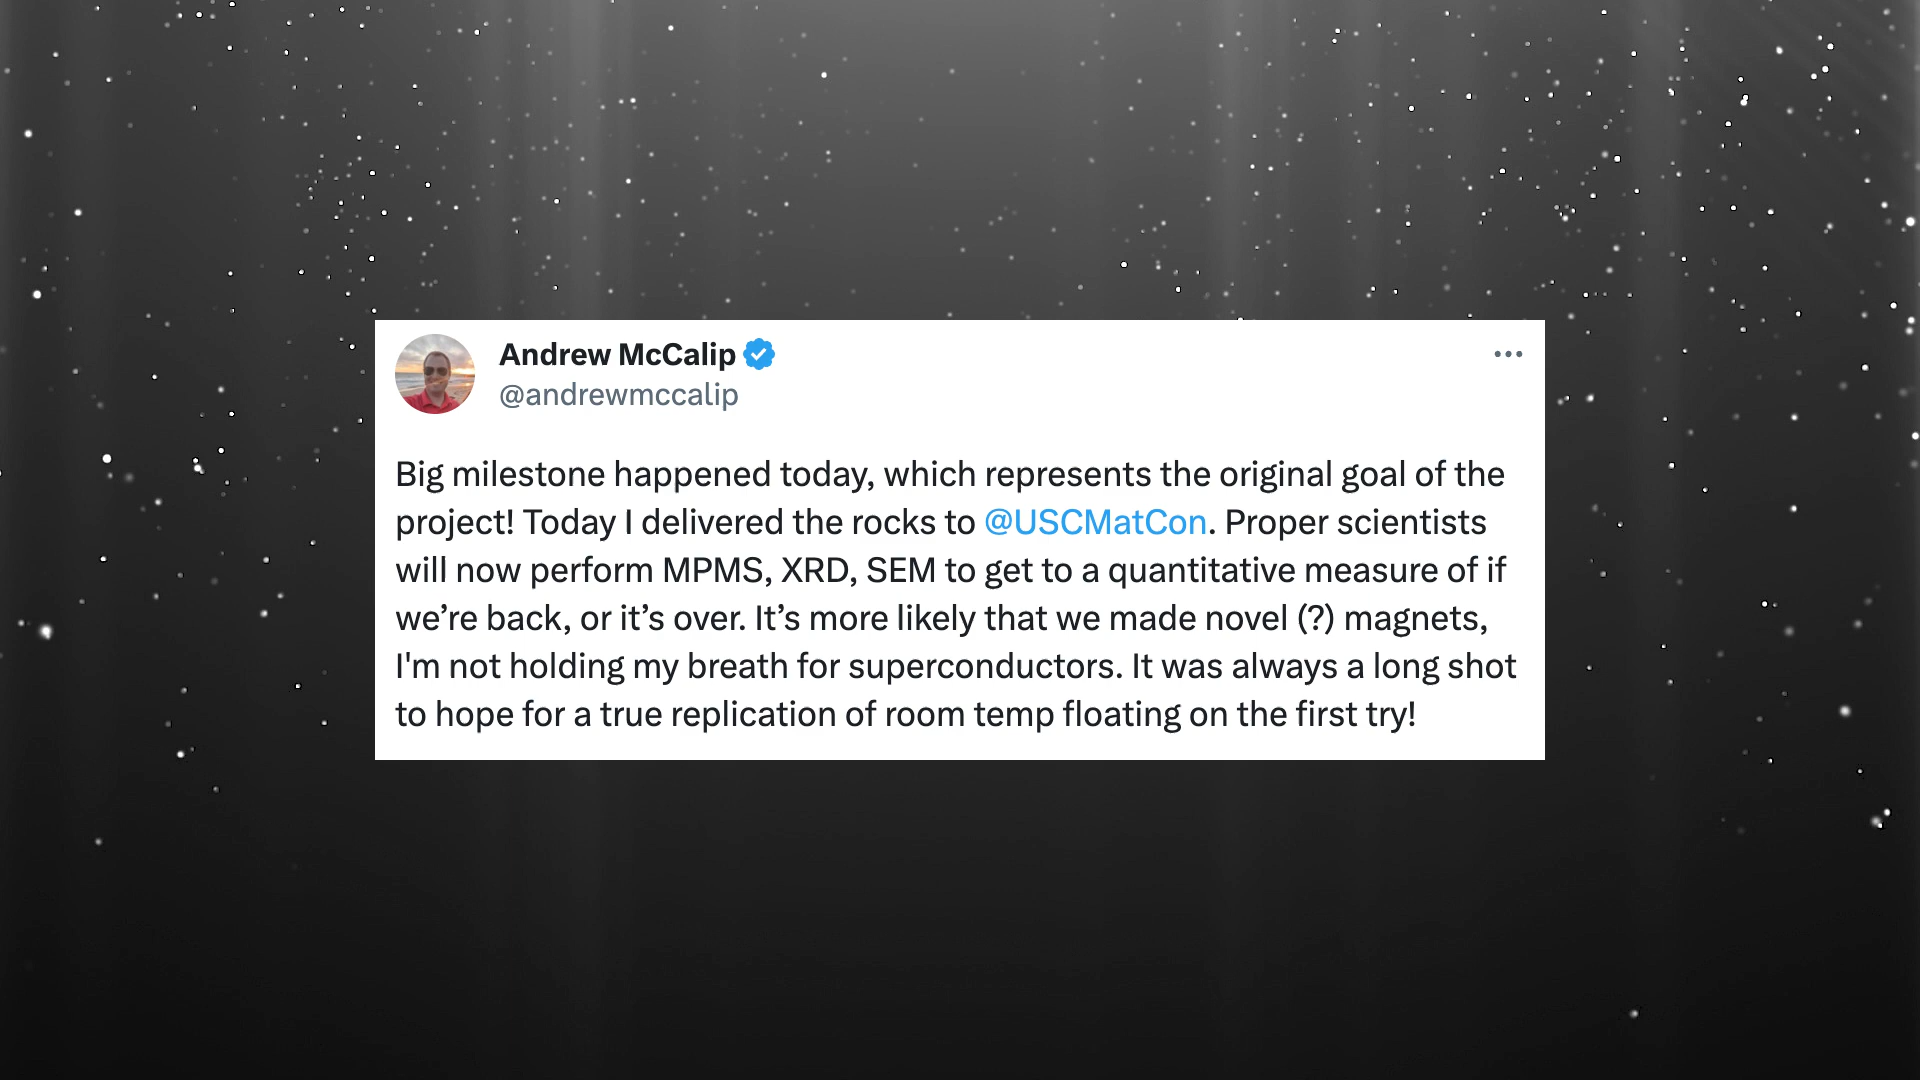 Andrew McCalip
@andrewmccalip
Big milestone happened today, which represents the original goal of the
project! Today I delivered the rocks to @USCMatCon. Proper scientists
will now perform MPMS, XRD, SEM to get to a quantitative measure of if
we’re back, or it’s over. It’s more likely that we made novel (?) magnets,
I'm not holding my breath for superconductors. It was always a long shot
to hope for a true replication of room temp floating on the first try!